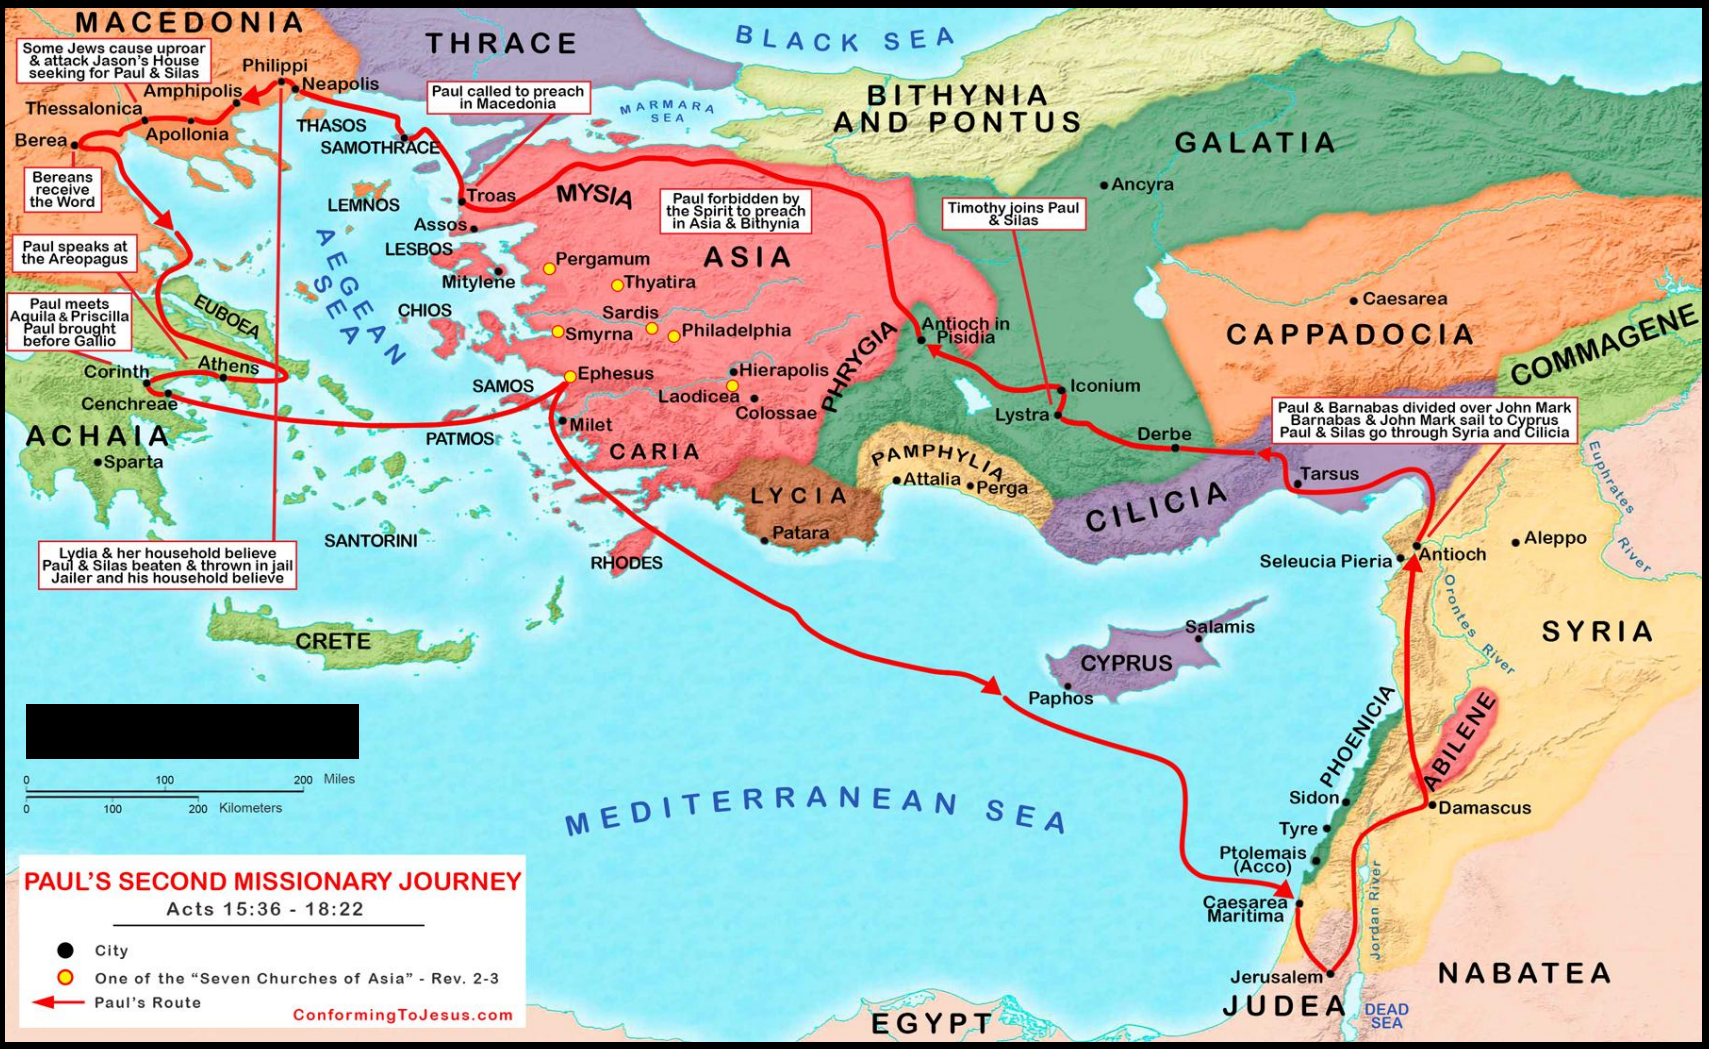 MACEDONIA
THRACE
BLACK SEA
Some Jews cause uproar
& attack Jason's House
seeking for Paul & Silas
Philippi
Neapolis
Amphipolis
Thessalonica
Apollonia
Berea
THASOS
SAMOTHRACE
Paul called to preach
in Macedonia
MARMARA
SEA
BITHYNIA
AND PONTUS
GALATIA
Ancyra
Bereans
receive
the Word
LEMNOS
Troas
MYSIA
Assos
Paul forbidden by
the Spirit to preach
in Asia & Bithynia
Timothy joins Paul
& Silas
Paul speaks at
the Areopagus
AEGEAN
SEA
LESBOS
Mitylene
Pergamum
Thyatira
ASIA
Paul meets
Aquila & Priscilla
Paul brought
before Gallio
EUBOEA
CHIOS
Sardis
Smyrna
Philadelphia
Antioch in
Pisidia
PHRYGIA
Caesarea
CAPPADOCIA
COMMAGENE
Corinth
Athens
Cenchreae
SAMOS
Ephesus
Hierapolis
Laodicea
Colossae
Iconium
Lystra
Derbe
Paul & Barnabas divided over John Mark
Barnabas & John Mark sail to Cyprus
Paul & Silas go through Syria and Cilicia
ACHAIA
Sparta
PATMOS
Milet
CARIA
PAMPHYLIA
Attalia
Perga
LYCIA
Patara
CILICIA
Tarsus
Euphrates
River
SANTORINI
RHODES
Lydia & her household believe
Paul & Silas beaten & thrown in jail
Jailer and his household believe
Seleucia Pieria
Antioch
Aleppo
Orontes River
SYRIA
CRETE
Salamis
CYPRUS
Paphos
PHOENICIA
ABILENE
0 100 200 Miles
0 100 200 Kilometers
MEDITERRANEAN SEA
Sidon
Damascus
Tyre
Ptolemais
(Acco)
Caesarea
Maritima
Jordan River
Jerusalem
JUDEA
DEAD
SEA
NABATEA
EGYPT
PAUL'S SECOND MISSIONARY JOURNEY
Acts 15:36 - 18:22
City
One of the “Seven Churches of Asia” - Rev. 2-3
Paul's Route
ConformingToJesus.com